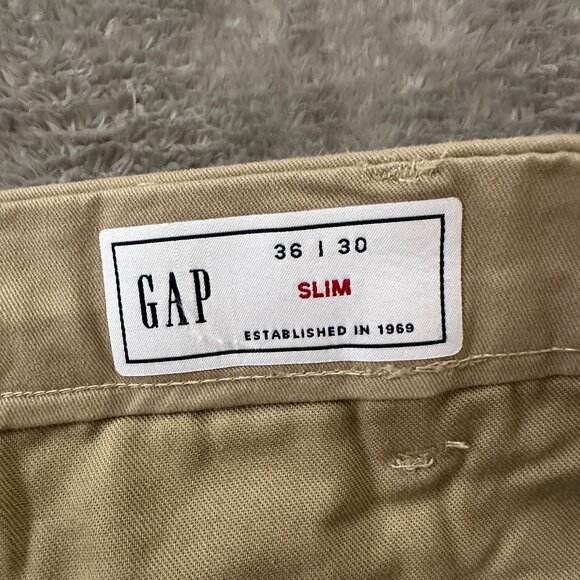 GAP
36 | 30
SLIM
ESTABLISHED IN 1969